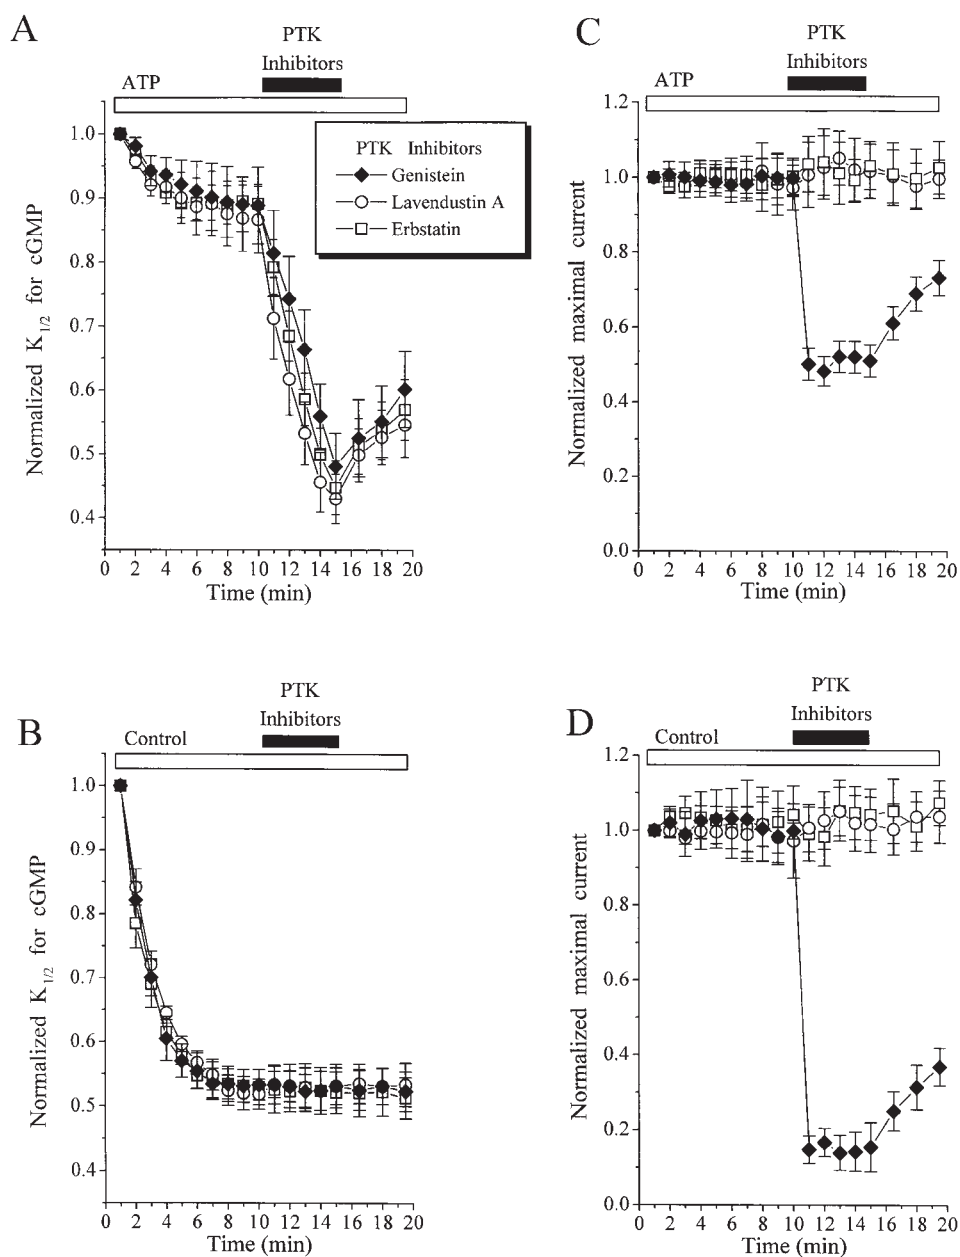 A
PTK
Inhibitors
ATP
1.0
0.9
0.8
0.7
0.6
0.5
0.4
Normalized K1/2 for cGMP
PTK Inhibitors
Genistein
Lavendustin A
Erbstatin
0 2 4 6 8 10 12 14 16 18 20
Time (min)
C
PTK
Inhibitors
ATP
1.2
1.0
0.8
0.6
0.4
0.2
0.0
Normalized maximal current
0 2 4 6 8 10 12 14 16 18 20
Time (min)
B
PTK
Inhibitors
Control
1.0
0.9
0.8
0.7
0.6
0.5
0.4
Normalized K1/2 for cGMP
0 2 4 6 8 10 12 14 16 18 20
Time (min)
D
PTK
Inhibitors
Control
1.2
1.0
0.8
0.6
0.4
0.2
0.0
Normalized maximal current
0 2 4 6 8 10 12 14 16 18 20
Time (min)